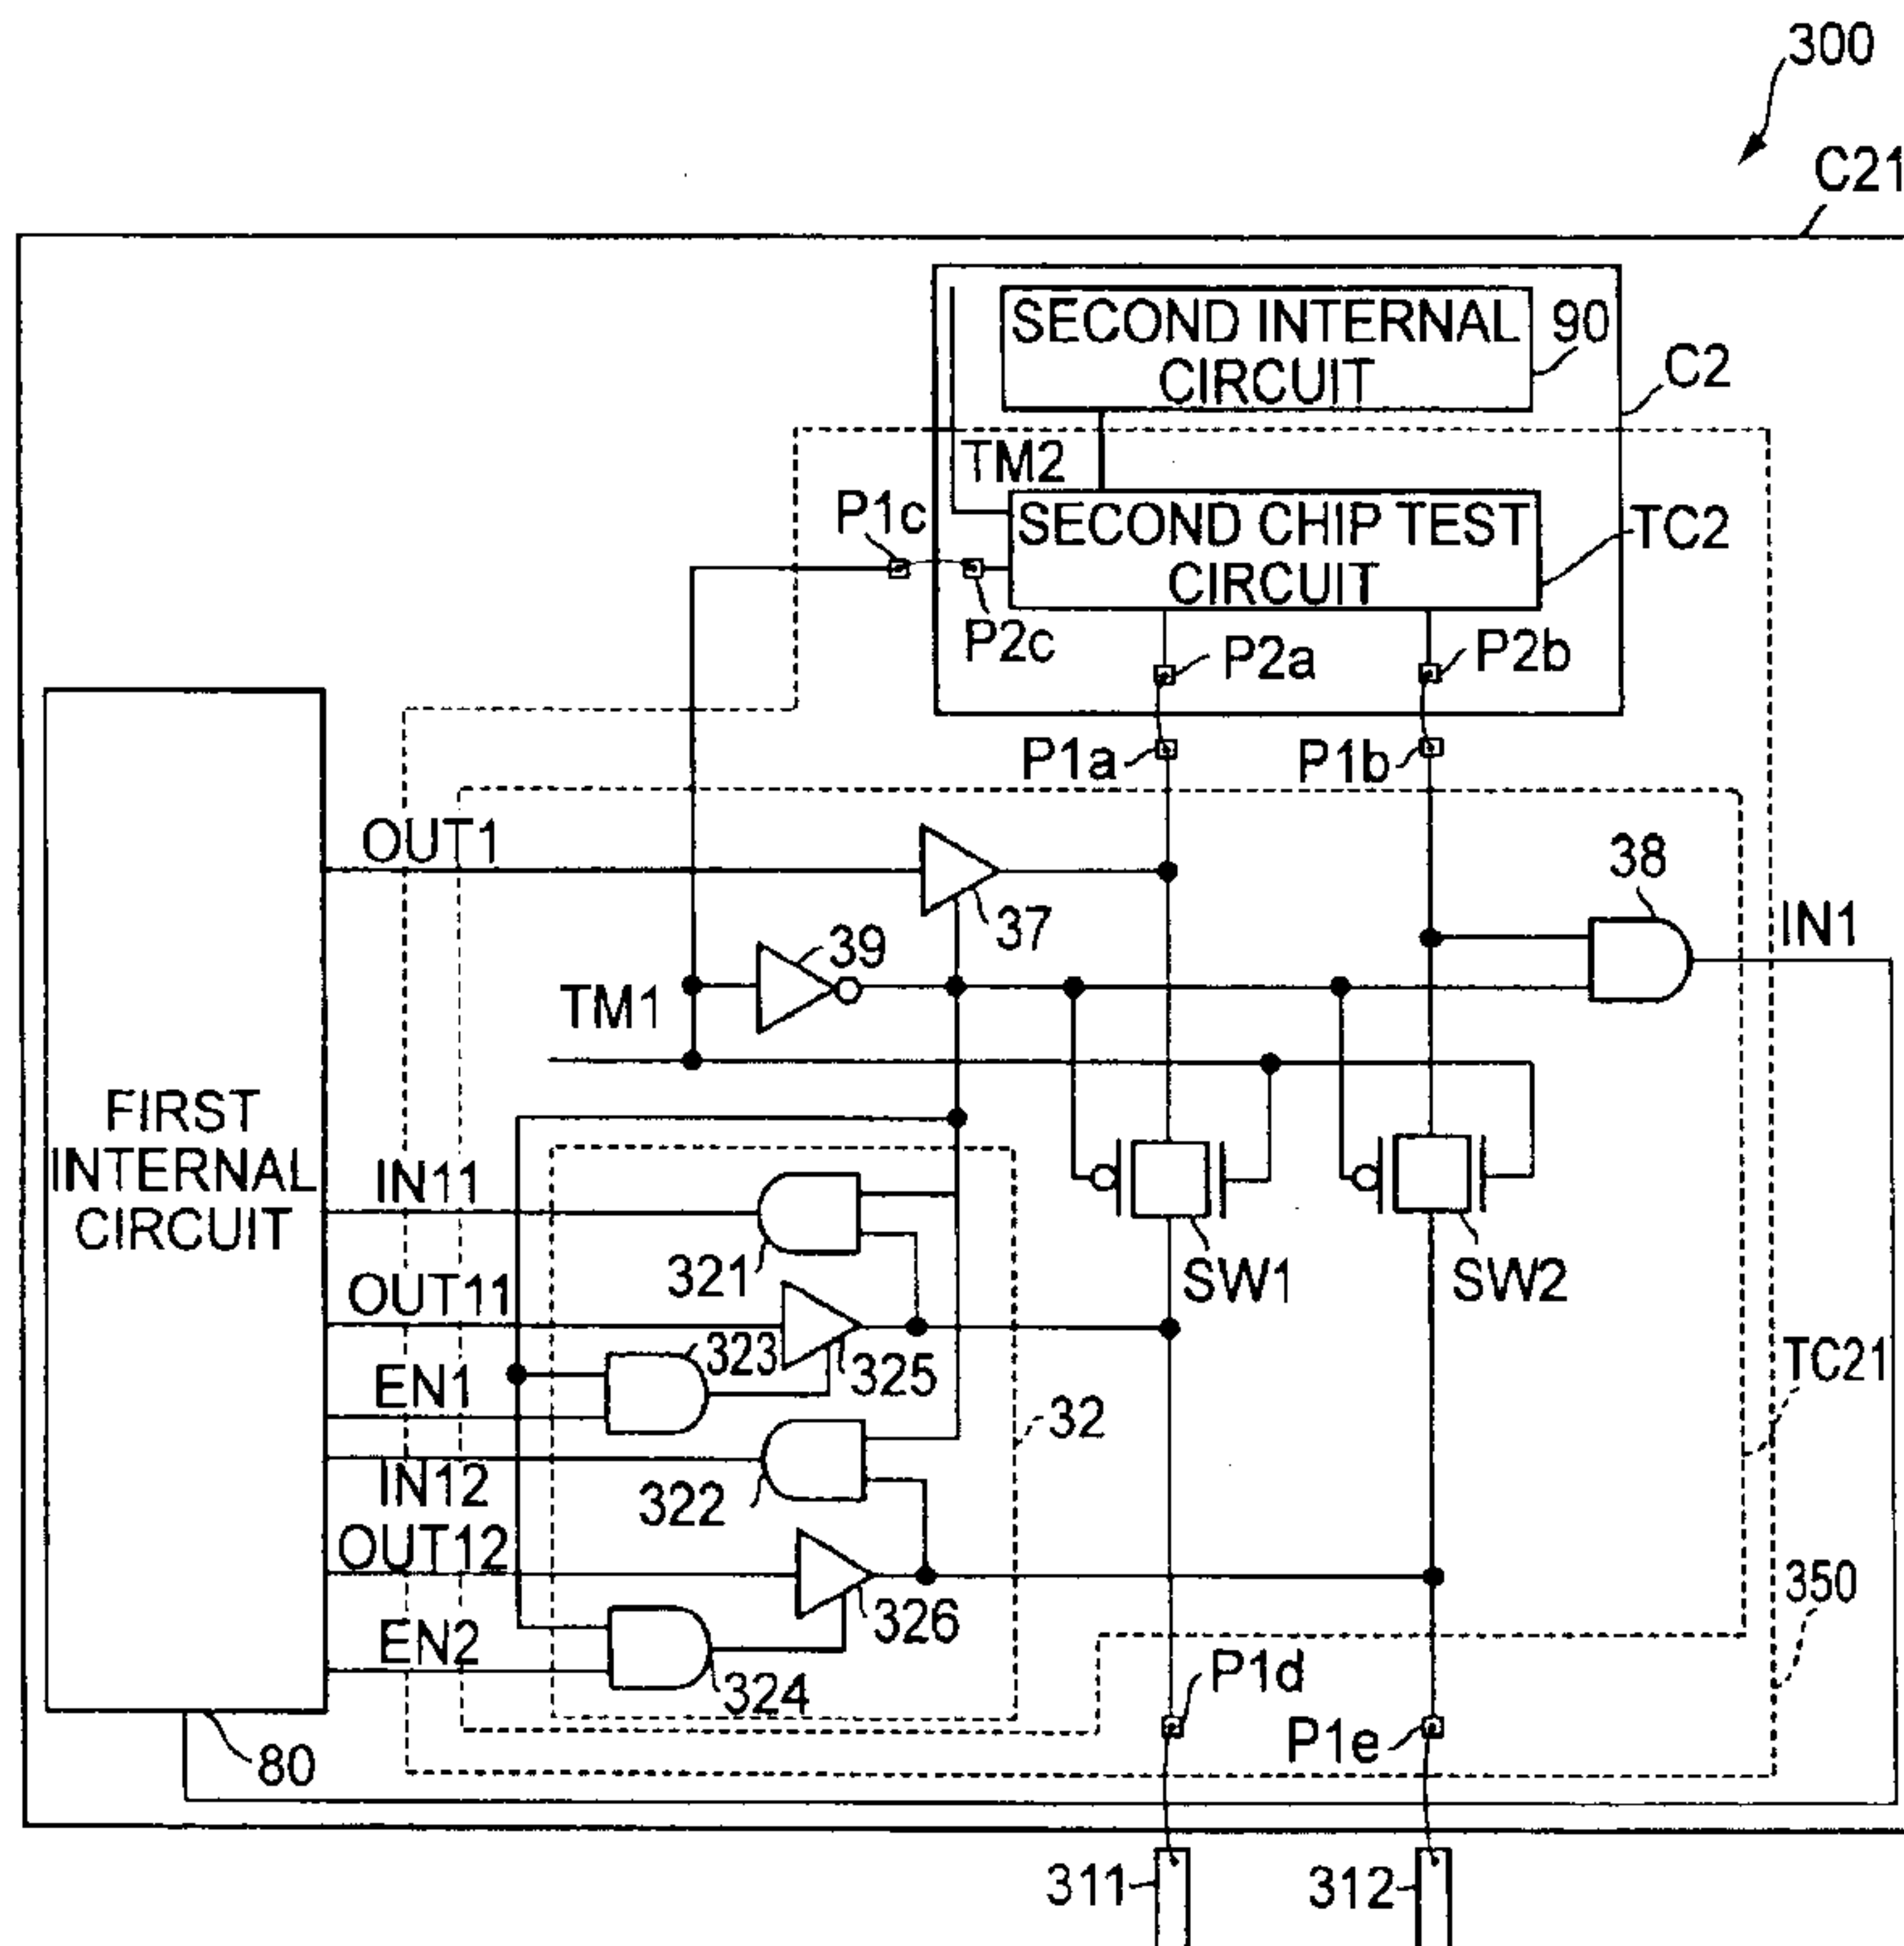 300
C21
SECOND INTERNAL
CIRCUIT
90
C2
TM2
P1c
SECOND CHIP TEST
CIRCUIT
TC2
P2c
P2a
P2b
P1a
P1b
OUT1
37
38
IN1
39
TM1
FIRST
INTERNAL
CIRCUIT
IN11
321
SW1
SW2
OUT11
323
325
TC21
EN1
32
IN12
322
OUT12
326
350
EN2
324
P1d
P1e
80
311
312